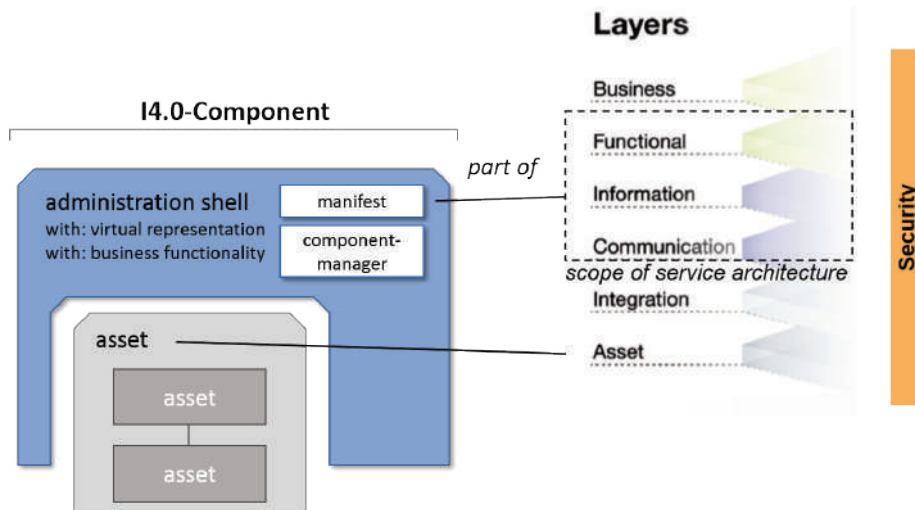 I4.0-Component
administration shell
with: virtual representation
with: business functionality
manifest
component-
manager
asset
asset
asset
part of
Layers
Business
Functional
Information
Communication
scope of service architecture
Integration
Asset
Security